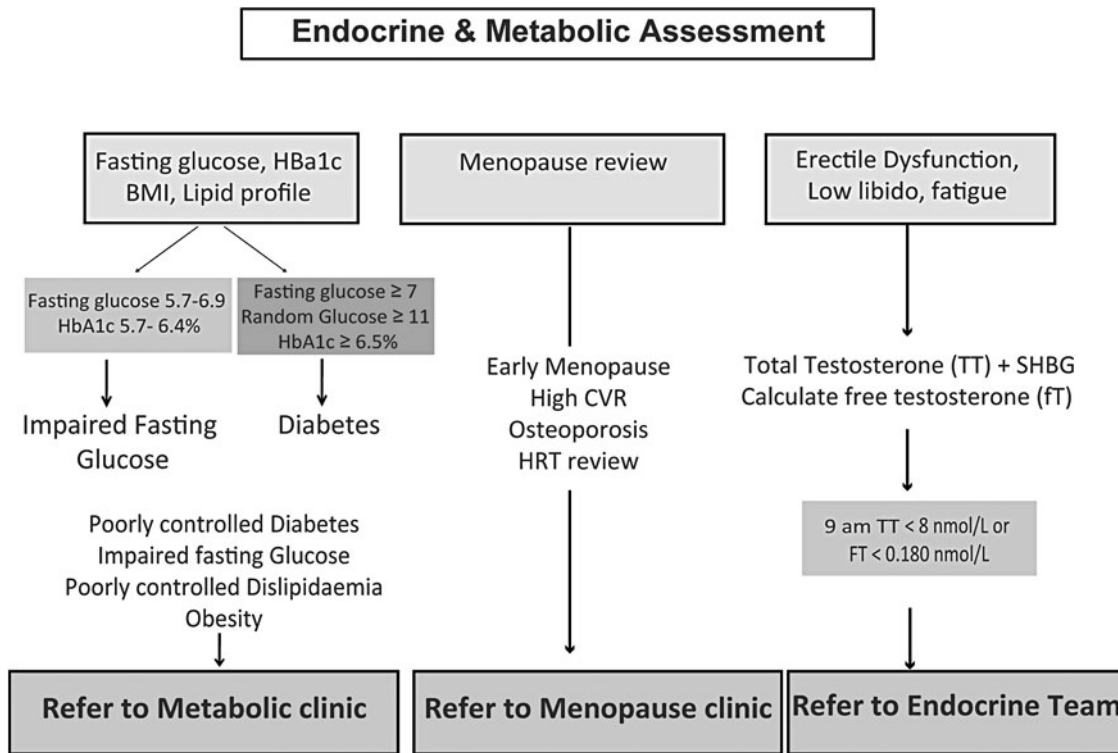 Endocrine & Metabolic Assessment
Fasting glucose, HBa1c
BMI, Lipid profile
Fasting glucose 5.7-6.9
HbA1c 5.7- 6.4%
Fasting glucose ≥ 7
Random Glucose ≥ 11
HbA1c ≥ 6.5%
Impaired Fasting
Glucose
Diabetes
Poorly controlled Diabetes
Impaired fasting Glucose
Poorly controlled Dislipidaemia
Obesity
Refer to Metabolic clinic
Menopause review
Early Menopause
High CVR
Osteoporosis
HRT review
Refer to Menopause clinic
Erectile Dysfunction,
Low libido, fatigue
Total Testosterone (TT) + SHBG
Calculate free testosterone (fT)
9 am TT < 8 nmol/L or
FT < 0.180 nmol/L
Refer to Endocrine Team